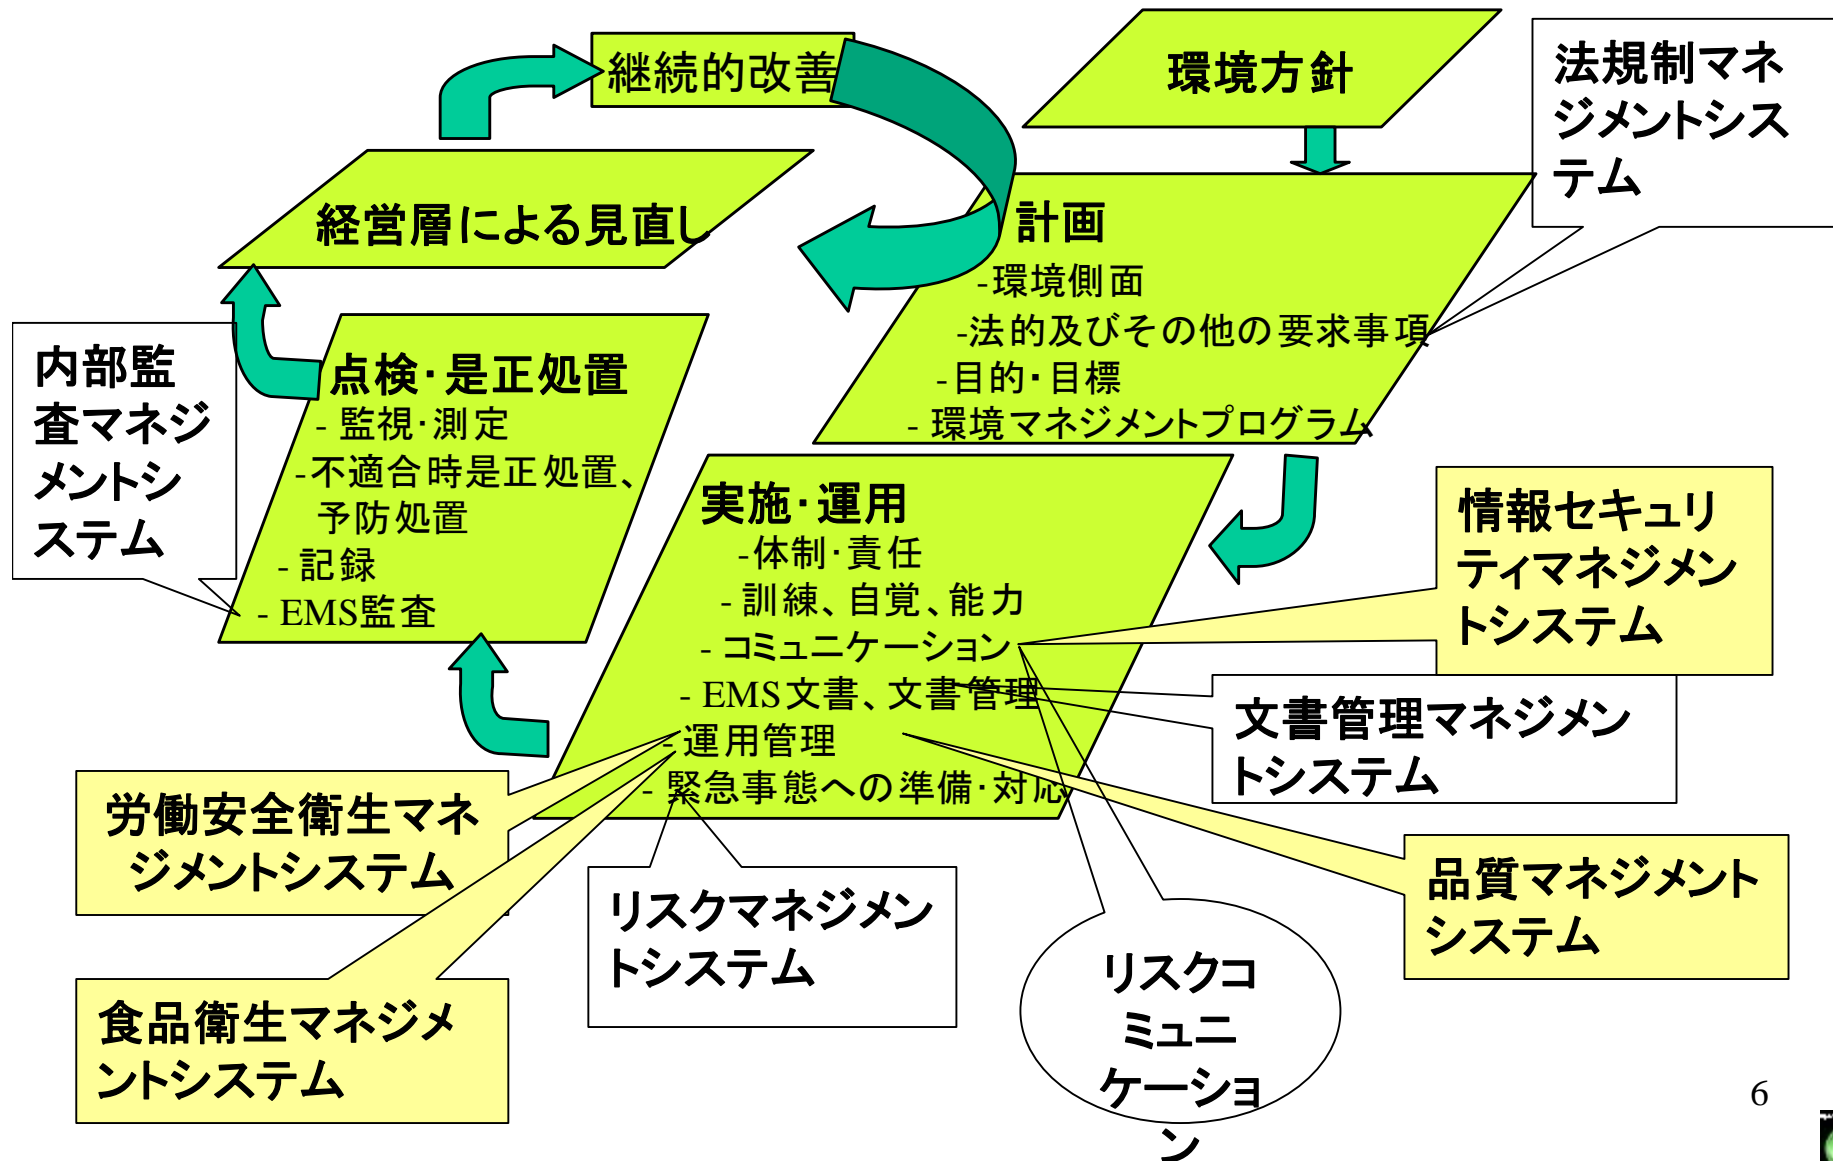 継続的改善
環境方針
法規制マネ
ジメントシス
テム
経営層による見直し
計画
-環境側面
-法的及びその他の要求事項
-目的・目標
- 環境マネジメントプログラム
内部監
査マネジ
メントシ
ステム
点検・是正処置
- 監視・測定
-不適合時是正処置、
予防処置
- 記録
- EMS監査
実施・運用
-体制・責任
- 訓練、自覚、能力
- コミュニケーション
- EMS文書、文書管理
- 運用管理
- 緊急事態への準備・対応
情報セキュリ
ティマネジメン
トシステム
文書管理マネジメン
トシステム
労働安全衛生マネ
ジメントシステム
リスクマネジメン
トシステム
品質マネジメント
システム
食品衛生マネジメ
ントシステム
リスクコ
ミュニ
ケーショ
ン
6